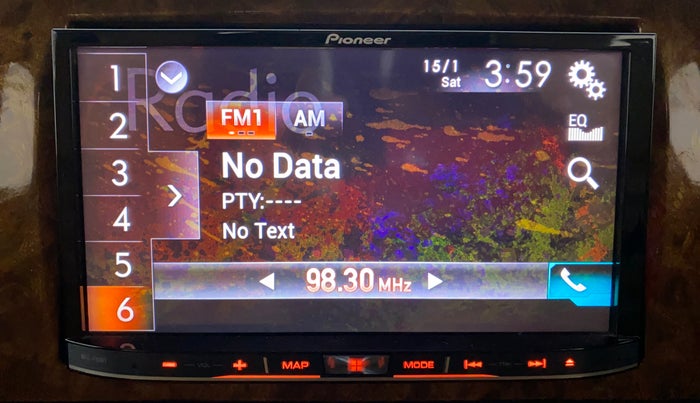 Pioneer
Radio
15/1
Sat
3:59
1
2
3
4
5
6
FM1
AM
EQ
No Data
PTY:----
No Text
98.30 MHz
VOL
MAP
MODE